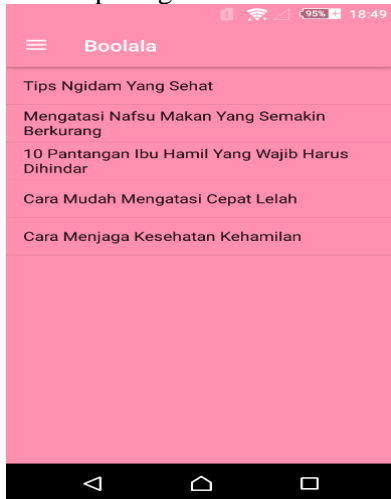 95%
18:49
Boolala
Tips Ngidam Yang Sehat
Mengatasi Nafsu Makan Yang Semakin
Berkurang
10 Pantangan Ibu Hamil Yang Wajib Harus
Dihindar
Cara Mudah Mengatasi Cepat Lelah
Cara Menjaga Kesehatan Kehamilan